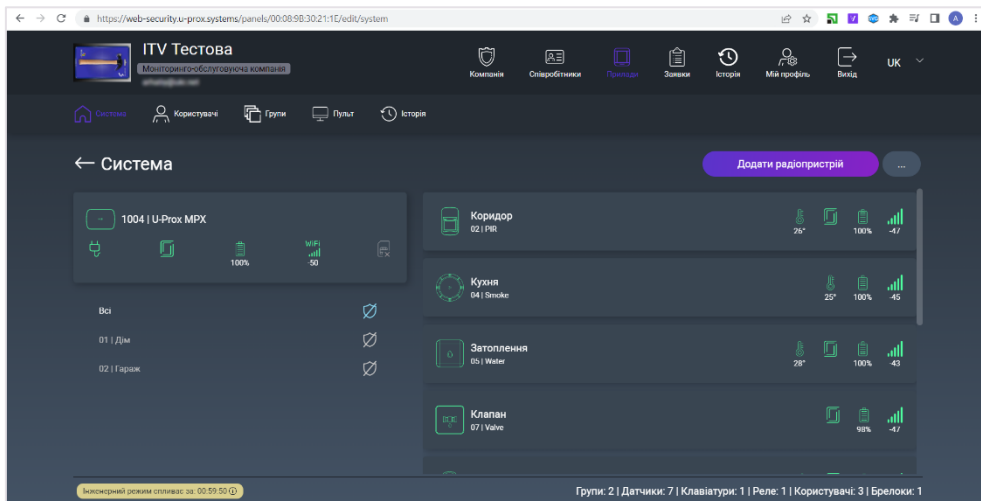 https://web-security.u-prox.systems/panels/00:08:9B:30:21:1E/edit/system
A
ITV Тестова
Моніторинго-обслуговуюча компанія
Компанія Співробітники Прилади Заявки Історія Мій профіль Вихід UK
Система Користувачі Групи Пульт Історія
← Система
Додати радіопристрій ...
1004 | U-Prox MPX
WiFi
100% -50
Всі
01 | Дім
02 | Гараж
Коридор
02 | PIR
26° 100% -47
Кухня
04 | Smoke
25° 100% -45
Затоплення
05 | Water
28° 100% -43
Клапан
07 | Valve
98% -47
Інженерний режим спливає за: 00:59:50
Групи: 2 | Датчики: 7 | Клавіатури: 1 | Реле: 1 | Користувачі: 3 | Брелоки: 1